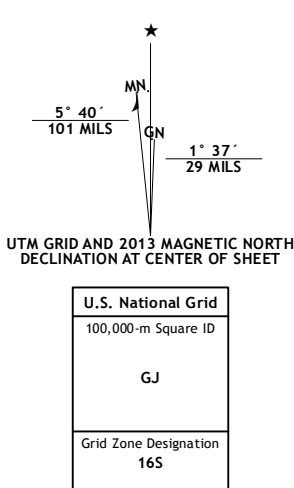 ★
MN.
5° 40´
101 MILS
GN
1° 37´
29 MILS
UTM GRID AND 2013 MAGNETIC NORTH
DECLINATION AT CENTER OF SHEET
U.S. National Grid
100,000-m Square ID
GJ
Grid Zone Designation
16S